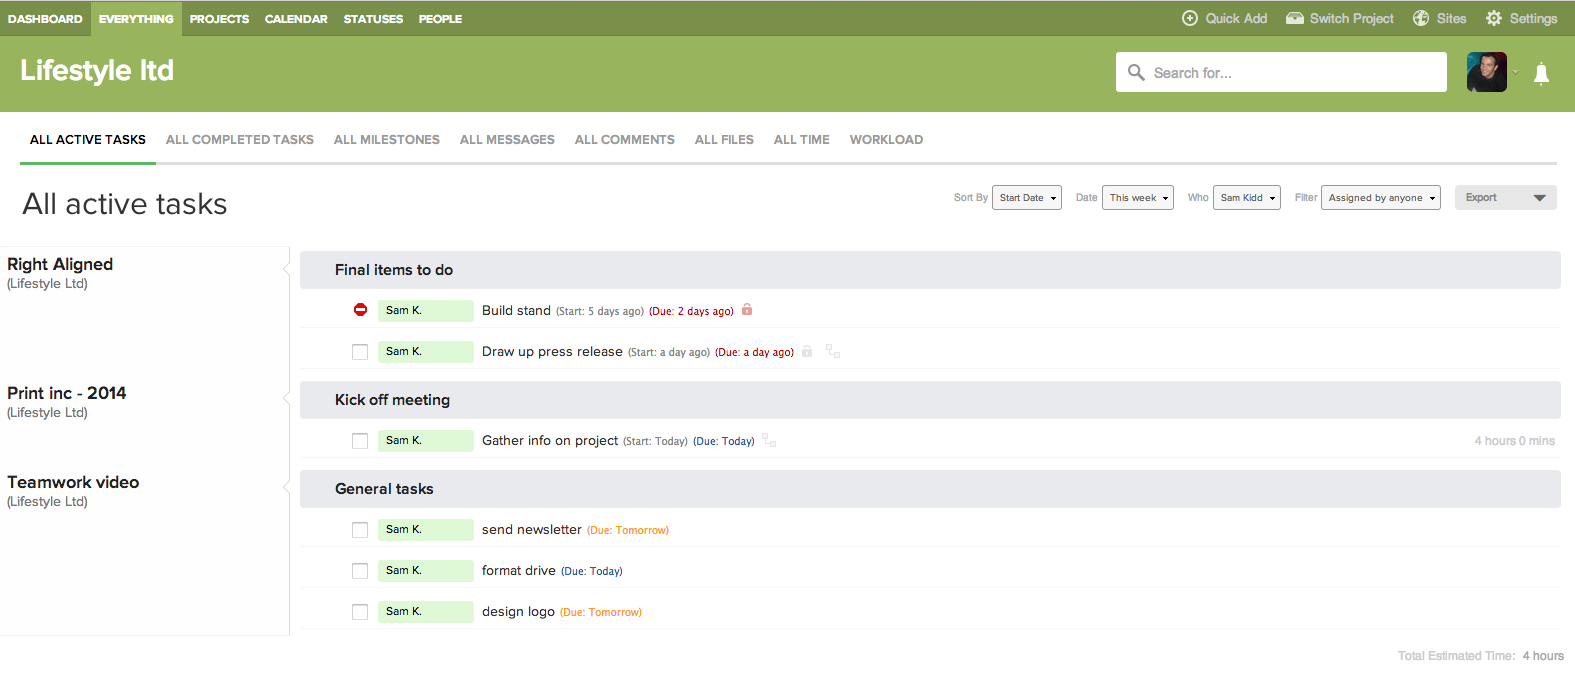 DASHBOARD EVERYTHING PROJECTS CALENDAR STATUSES PEOPLE Quick Add Switch Project Sites Settings
Lifestyle ltd Search for...
ALL ACTIVE TASKS ALL COMPLETED TASKS ALL MILESTONES ALL MESSAGES ALL COMMENTS ALL FILES ALL TIME WORKLOAD
All active tasks Sort By Start Date Date This week Who Sam Kidd Filter Assigned by anyone Export
Right Aligned
(Lifestyle Ltd)
Final items to do
Sam K. Build stand (Start: 5 days ago) (Due: 2 days ago)
Sam K. Draw up press release (Start: a day ago) (Due: a day ago)
Print inc - 2014
(Lifestyle Ltd)
Kick off meeting
Sam K. Gather info on project (Start: Today) (Due: Today) 4 hours 0 mins
Teamwork video
(Lifestyle Ltd)
General tasks
Sam K. send newsletter (Due: Tomorrow)
Sam K. format drive (Due: Today)
Sam K. design logo (Due: Tomorrow)
Total Estimated Time: 4 hours